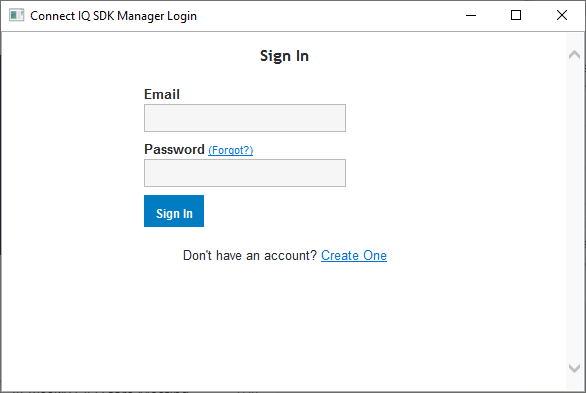 Connect IQ SDK Manager Login
Sign In
Email
Password (Forgot?)
Sign In
Don't have an account? Create One